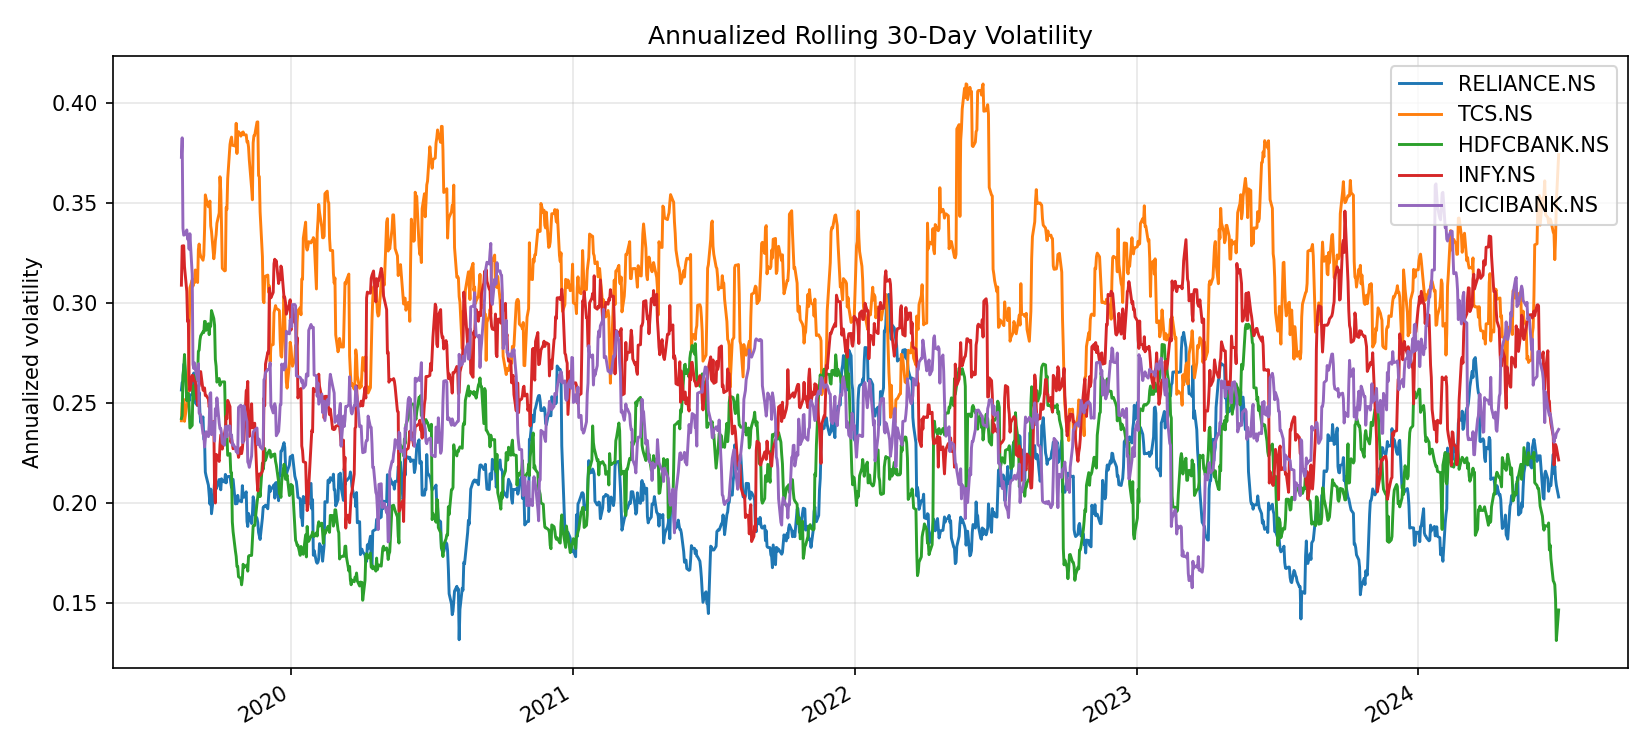 Annualized Rolling 30-Day Volatility
RELIANCE.NS
TCS.NS
HDFCBANK.NS
INFY.NS
ICICIBANK.NS
Annualized volatility
0.40
0.35
0.30
0.25
0.20
0.15
2020
2021
2022
2023
2024